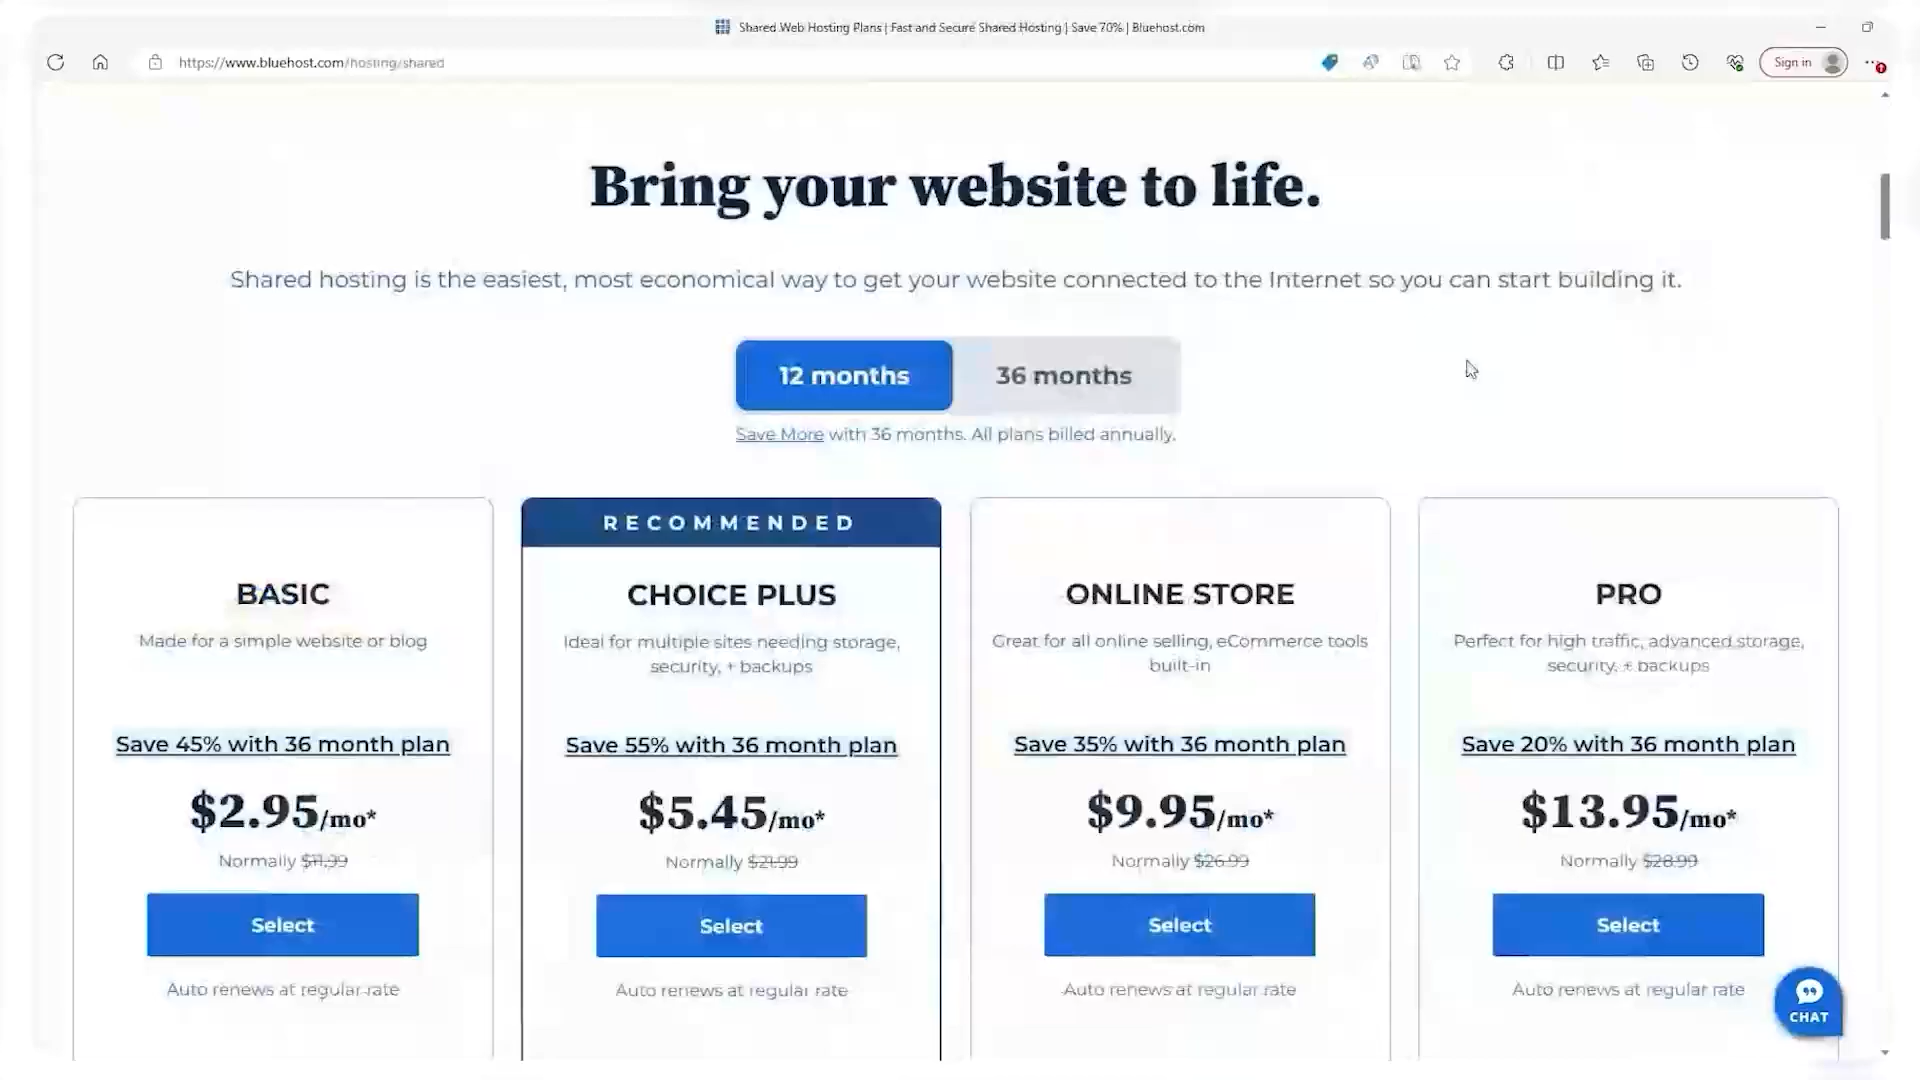 Shared Web Hosting Plans | Fast and Secure Shared Hosting | Save 70% | Bluehost.com
https://www.bluehost.com/hosting/shared
Sign in
Bring your website to life.
Shared hosting is the easiest, most economical way to get your website connected to the Internet so you can start building it.
12 months
36 months
Save More with 36 months. All plans billed annually.
BASIC
Made for a simple website or blog
Save 45% with 36 month plan
$2.95/mo*
Normally $11.99
Select
Auto renews at regular rate
RECOMMENDED
CHOICE PLUS
Ideal for multiple sites needing storage,
security, + backups
Save 55% with 36 month plan
$5.45/mo*
Normally $21.99
Select
Auto renews at regular rate
ONLINE STORE
Great for all online selling, eCommerce tools
built-in
Save 35% with 36 month plan
$9.95/mo*
Normally $26.99
Select
Auto renews at regular rate
PRO
Perfect for high traffic, advanced storage,
security, + backups
Save 20% with 36 month plan
$13.95/mo*
Normally $28.99
Select
Auto renews at regular rate
CHAT